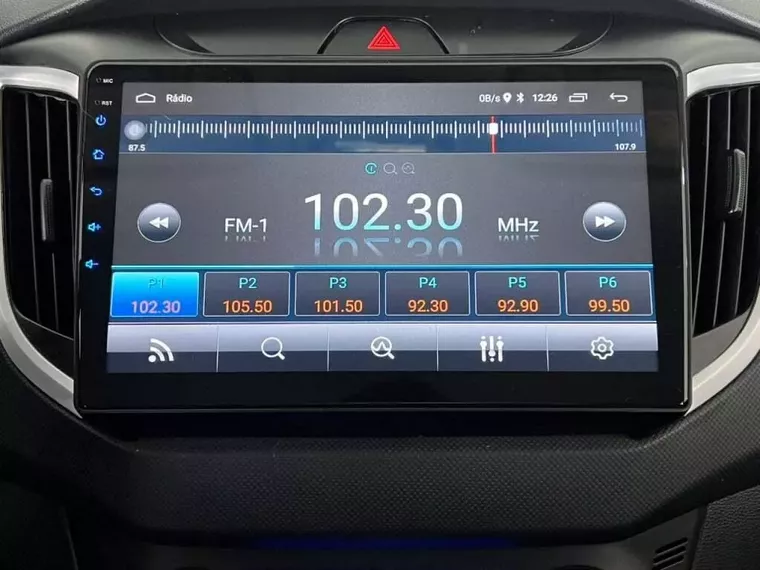 MIC
Rádio 0B/s 12:26
RST
87.5 107.9
FM-1 102.30 MHz
P1 P2 P3 P4 P5 P6
102.30 105.50 101.50 92.30 92.90 99.50